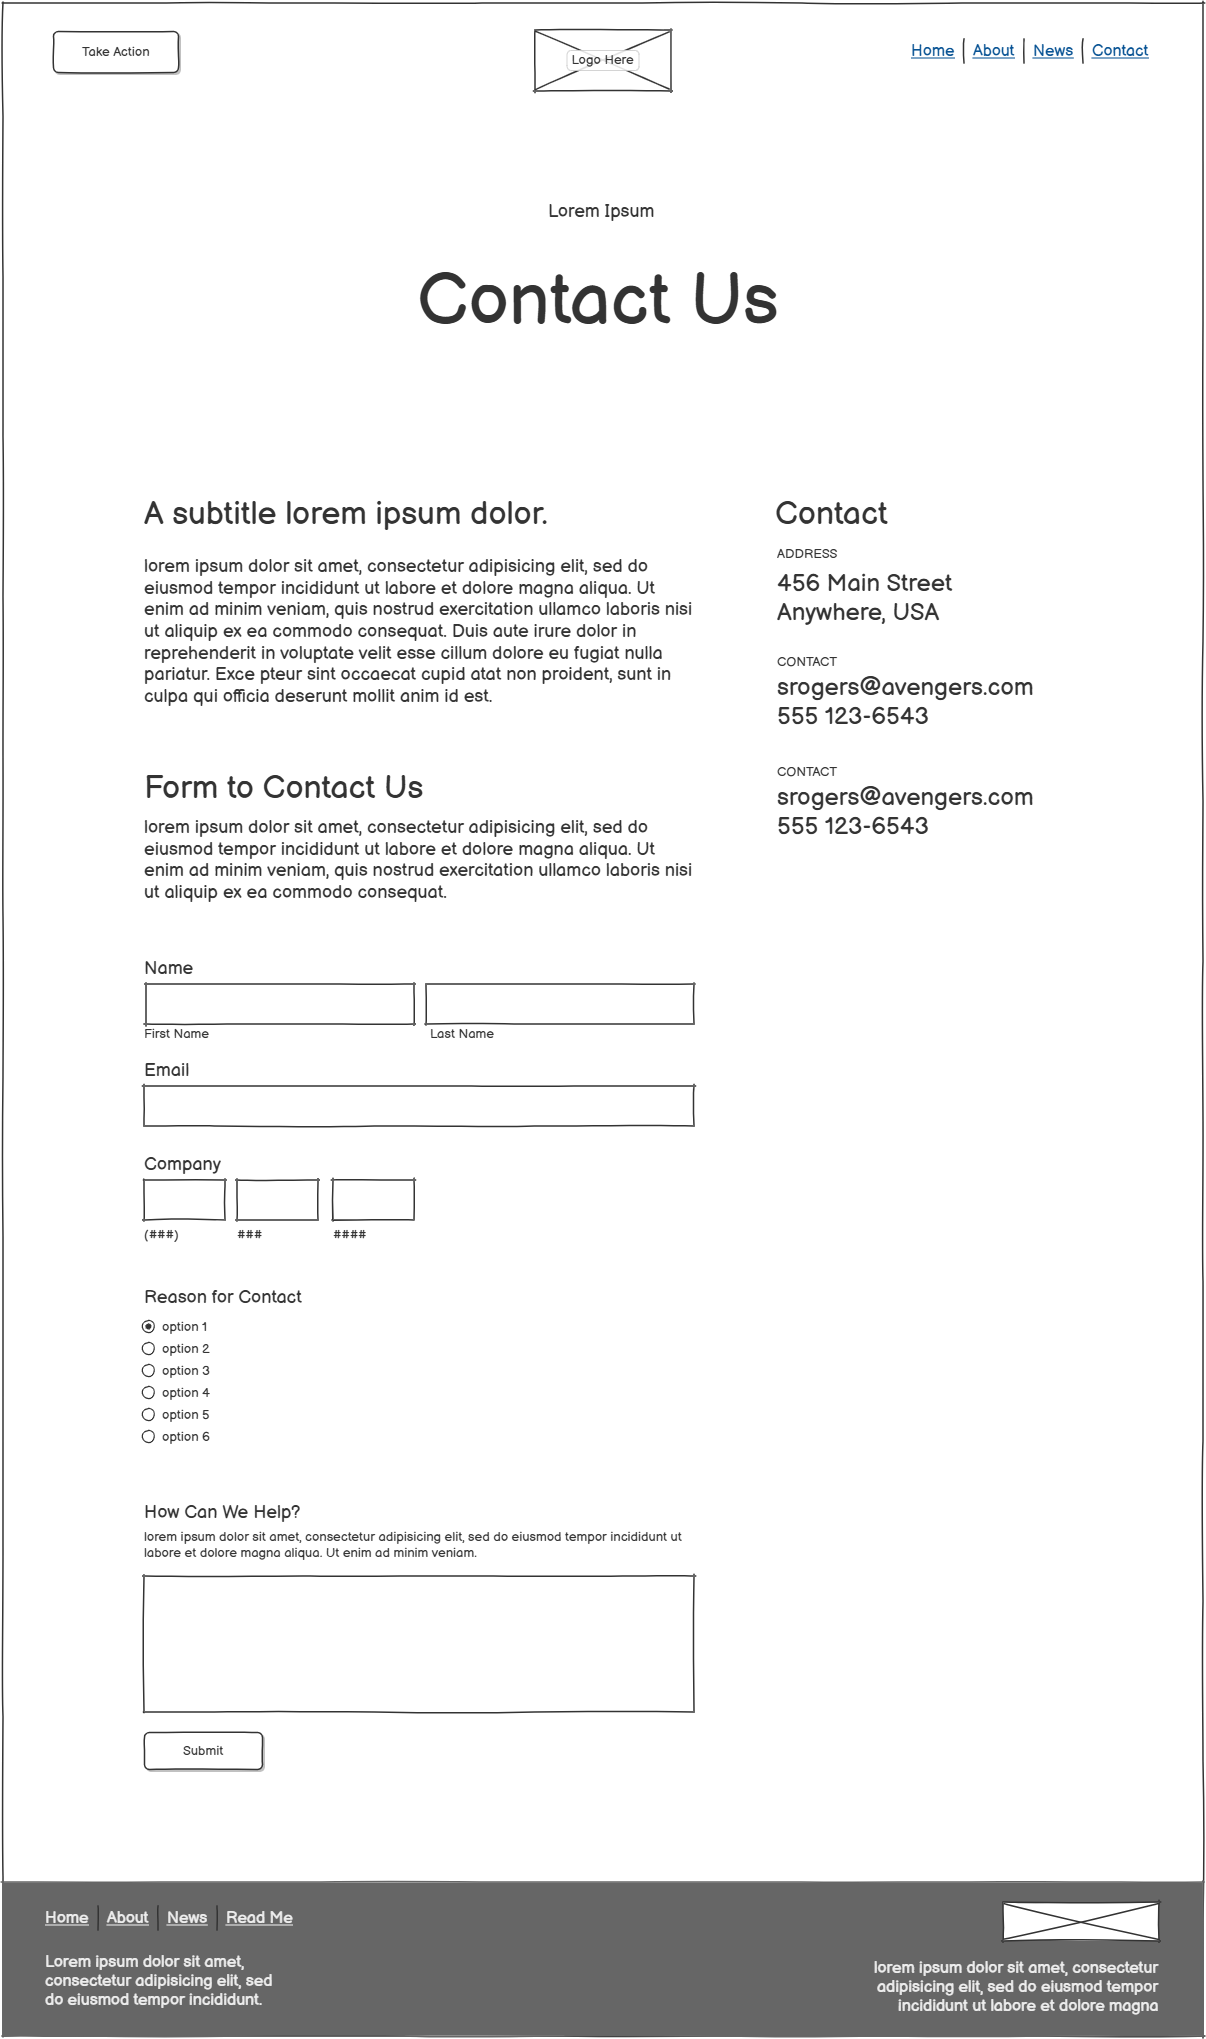 Take Action
Logo Here
Home
About
News
Contact
Lorem Ipsum
Contact Us
A subtitle lorem ipsum dolor.
lorem ipsum dolor sit amet, consectetur adipisicing elit, sed do
eiusmod tempor incididunt ut labore et dolore magna aliqua. Ut
enim ad minim veniam, quis nostrud exercitation ullamco laboris nisi
ut aliquip ex ea commodo consequat. Duis aute irure dolor in
reprehenderit in voluptate velit esse cillum dolore eu fugiat nulla
pariatur. Exce pteur sint occaecat cupid atat non proident, sunt in
culpa qui officia deserunt mollit anim id est.
Form to Contact Us
lorem ipsum dolor sit amet, consectetur adipisicing elit, sed do
eiusmod tempor incididunt ut labore et dolore magna aliqua. Ut
enim ad minim veniam, quis nostrud exercitation ullamco laboris nisi
ut aliquip ex ea commodo consequat.
Name
First Name
Last Name
Email
Company
(###)
###
####
Reason for Contact
option 1
option 2
option 3
option 4
option 5
option 6
How Can We Help?
lorem ipsum dolor sit amet, consectetur adipisicing elit, sed do eiusmod tempor incididunt ut
labore et dolore magna aliqua. Ut enim ad minim veniam.
Submit
Contact
ADDRESS
456 Main Street
Anywhere, USA
CONTACT
srogers@avengers.com
555 123-6543
CONTACT
srogers@avengers.com
555 123-6543
Home
About
News
Read Me
Lorem ipsum dolor sit amet,
consectetur adipisicing elit, sed
do eiusmod tempor incididunt.
lorem ipsum dolor sit amet, consectetur
adipisicing elit, sed do eiusmod tempor
incididunt ut labore et dolore magna